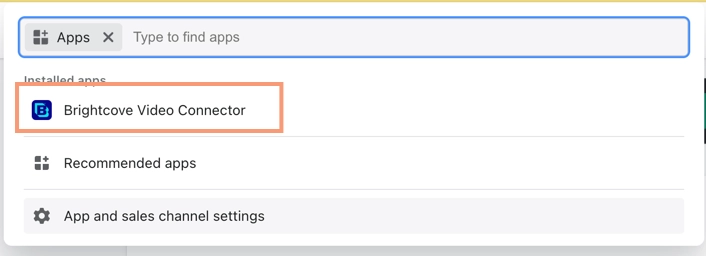 Apps
Type to find apps
Installed apps
Brightcove Video Connector
Recommended apps
App and sales channel settings